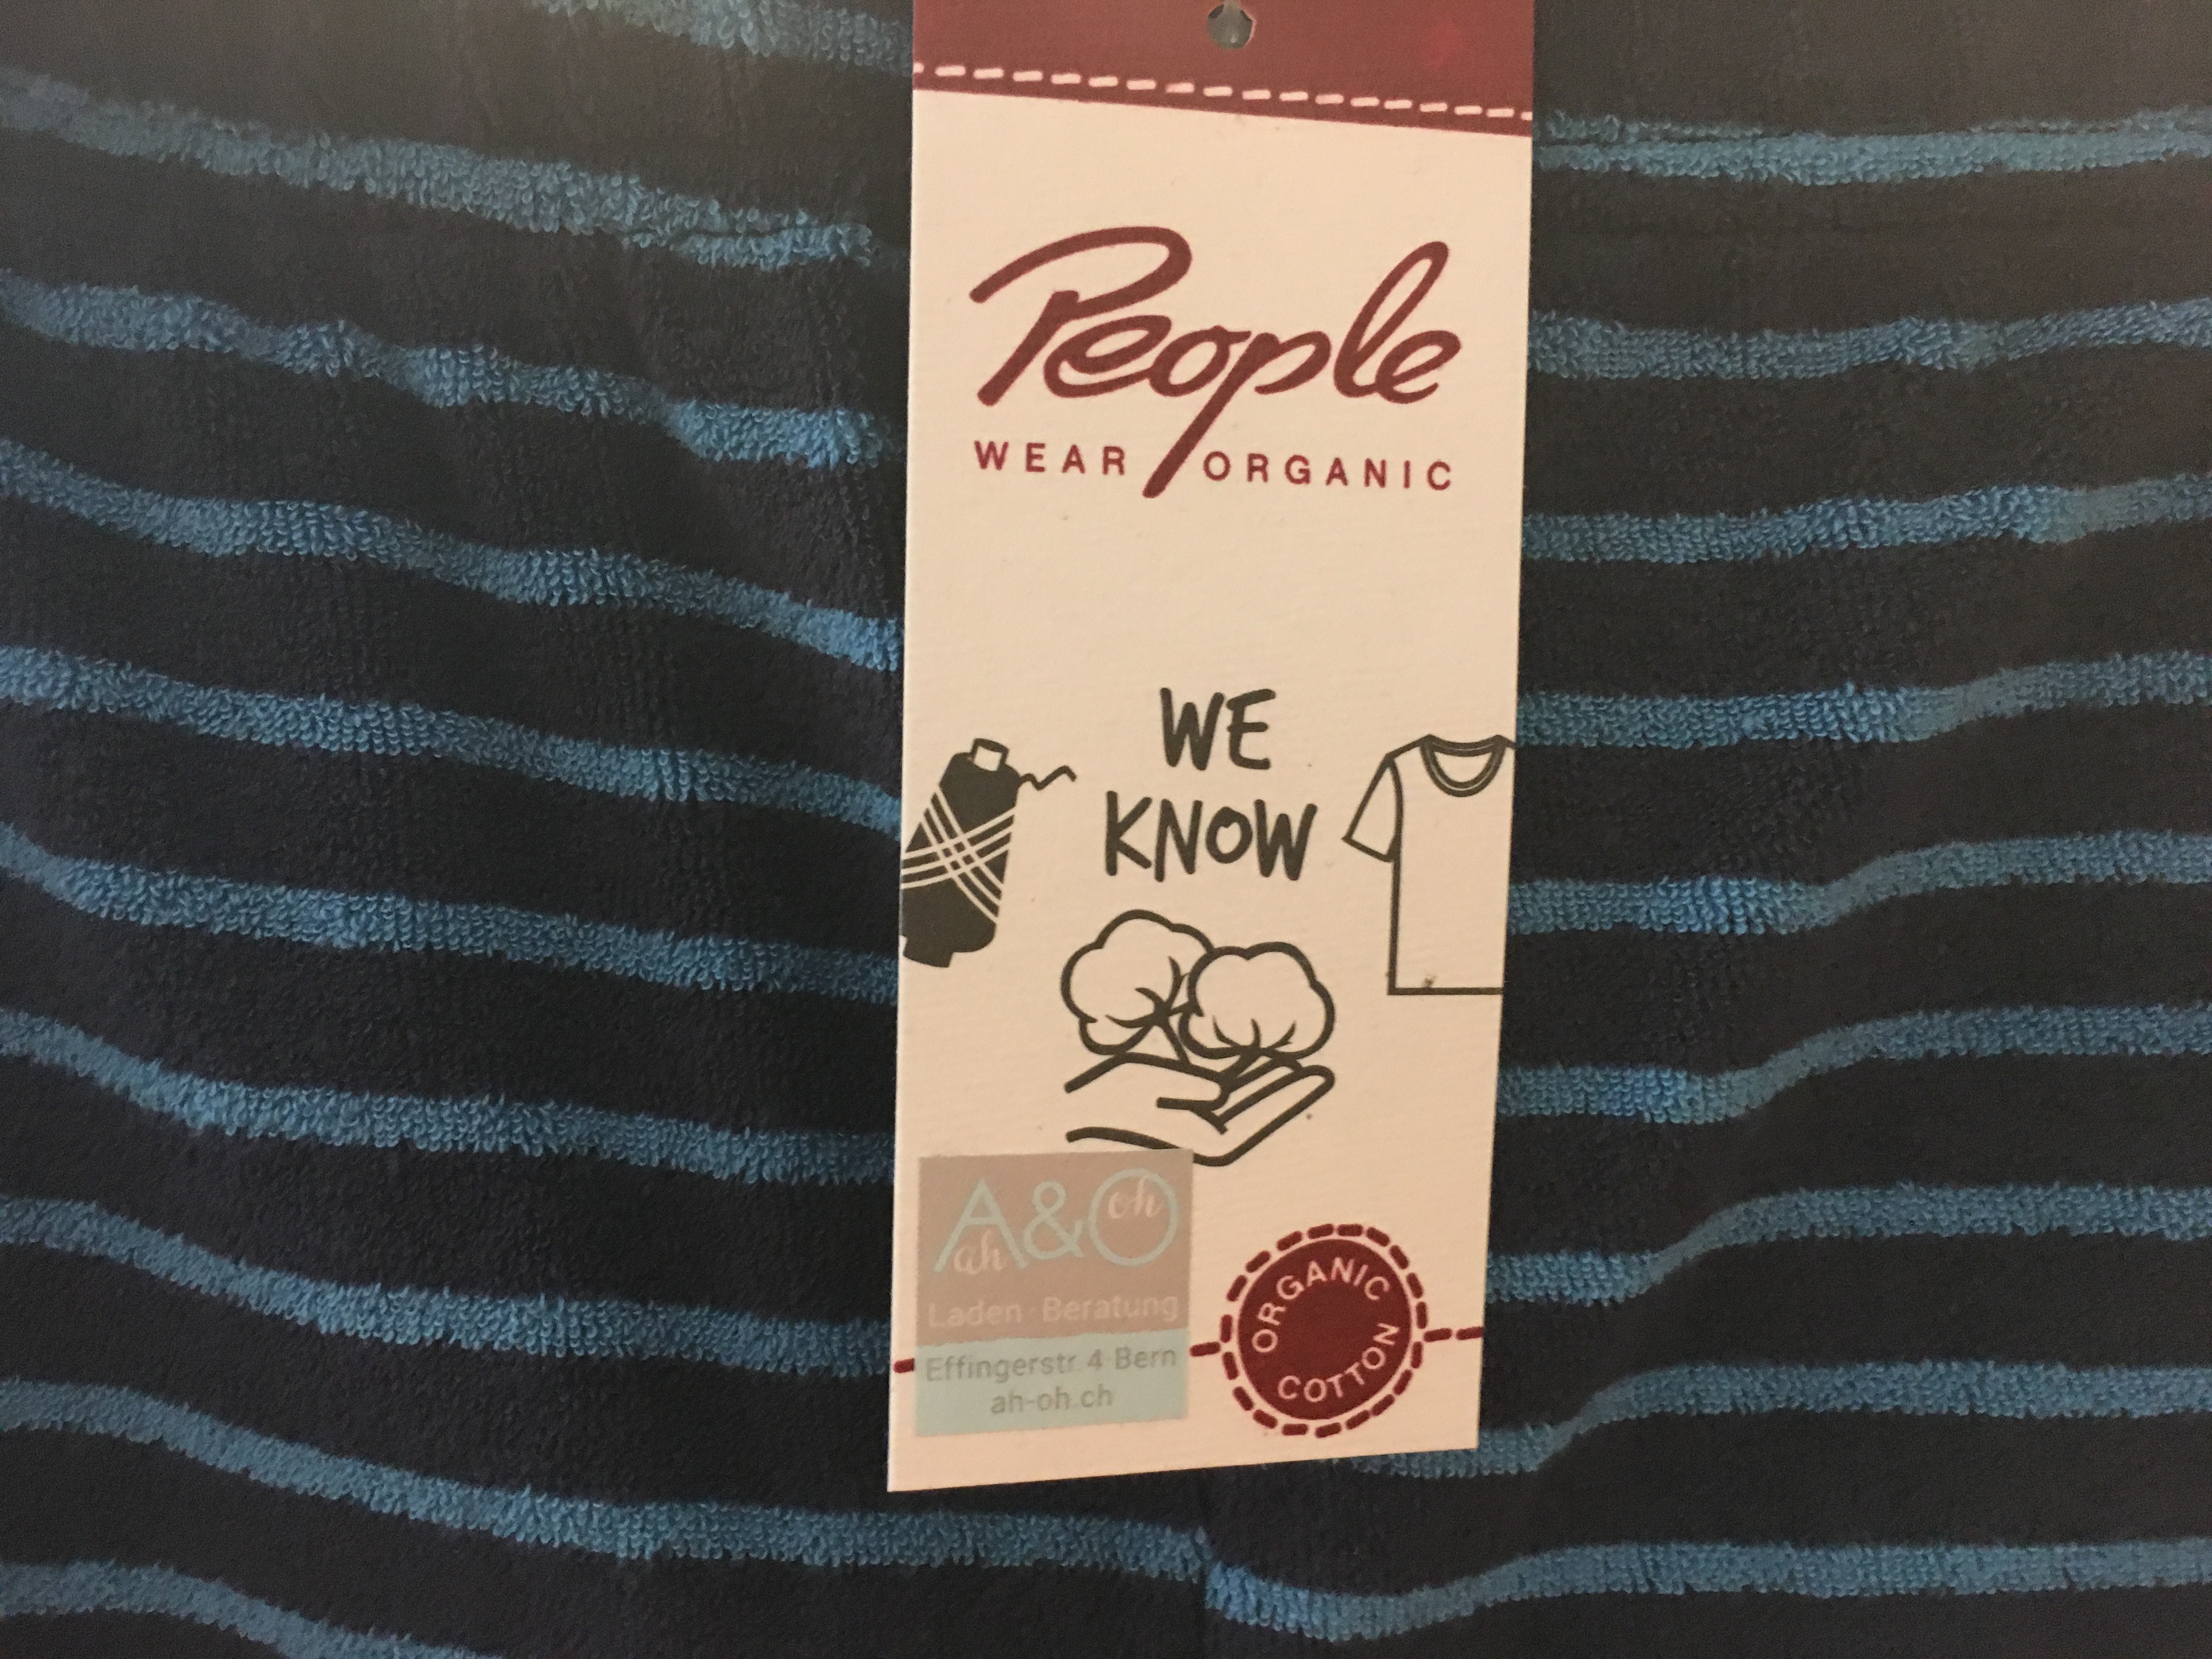 People
WEAR ORGANIC
WE
KNOW
A&O
ah
oh
Laden · Beratung
Effingerstr. 4 Bern
ah-oh.ch
ORGANIC
COTTON